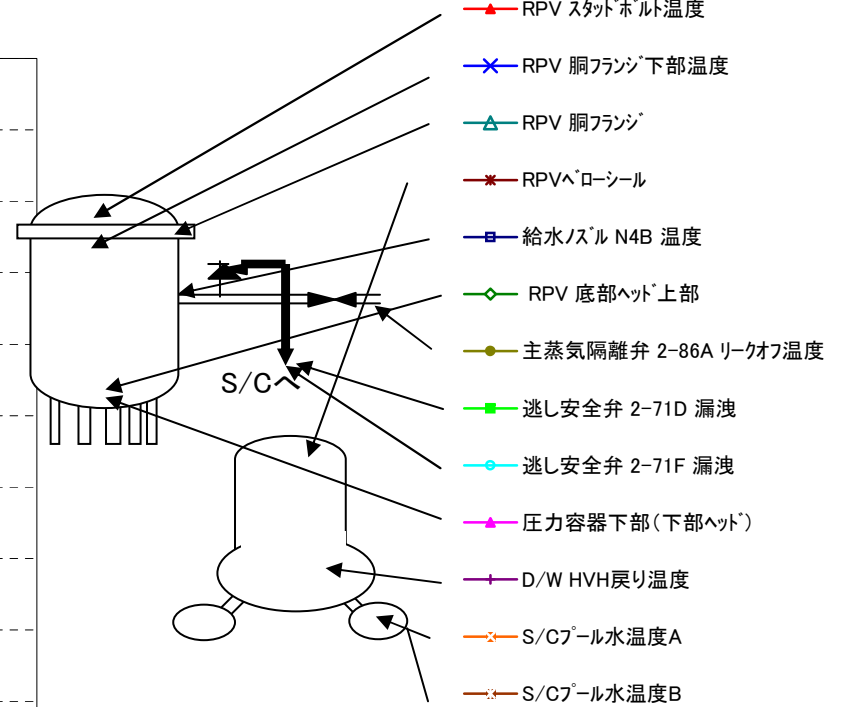 RPV スタッドボルト温度
RPV 胴フランジ下部温度
RPV 胴フランジ
RPVベローシール
給水ノズル N4B 温度
RPV 底部ヘッド上部
主蒸気隔離弁 2-86A リークオフ温度
逃し安全弁 2-71D 漏洩
逃し安全弁 2-71F 漏洩
圧力容器下部(下部ヘッド)
D/W HVH戻り温度
S/Cプール水温度A
S/Cプール水温度B
S/Cへ